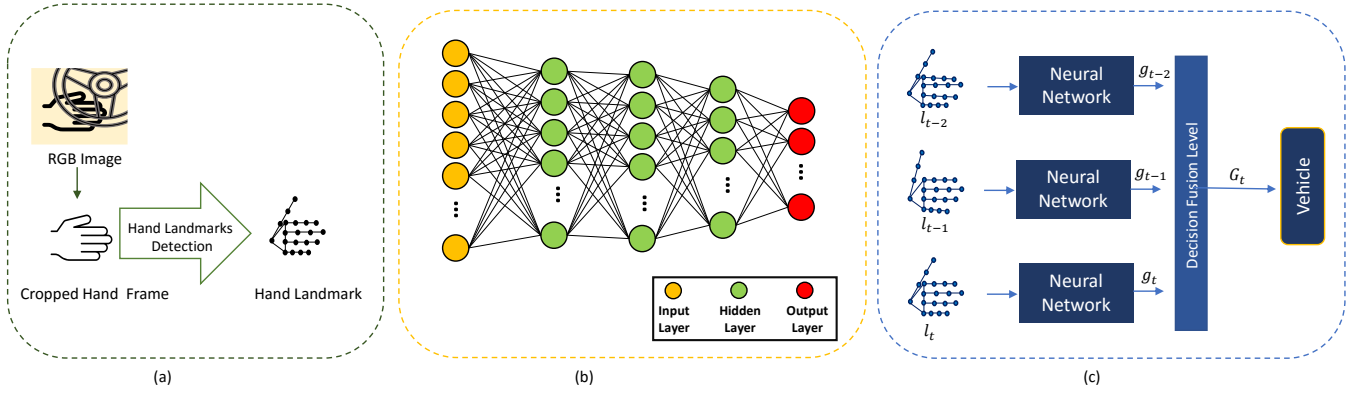 RGB Image
Hand Landmarks
Detection
Cropped Hand Frame
Hand Landmark
(a)
Input
Layer
Hidden
Layer
Output
Layer
(b)
l_{t-2}
Neural
Network
g_{t-2}
l_{t-1}
Neural
Network
g_{t-1}
l_t
Neural
Network
g_t
Decision Fusion Level
G_t
Vehicle
(c)